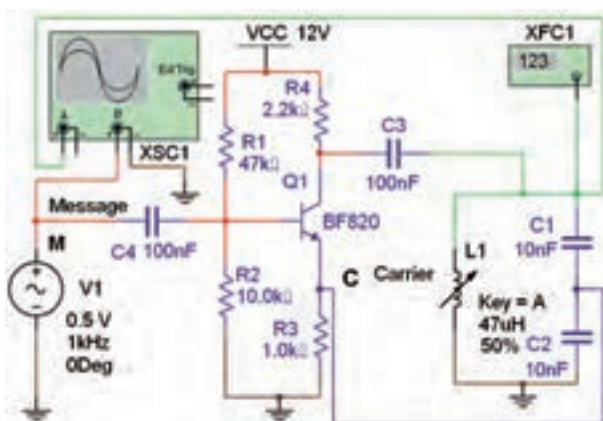 VCC 12V
XFC1
123
Ext Trig
A
B
XSC1
R4
2.2kΩ
R1
47kΩ
C3
100nF
Q1
BF820
Message
M
C4 100nF
C1
10nF
L1
C Carrier
Key = A
47uH
50%
R2
10.0kΩ
V1
0.5 V
1kHz
0Deg
R3
1.0kΩ
C2
10nF